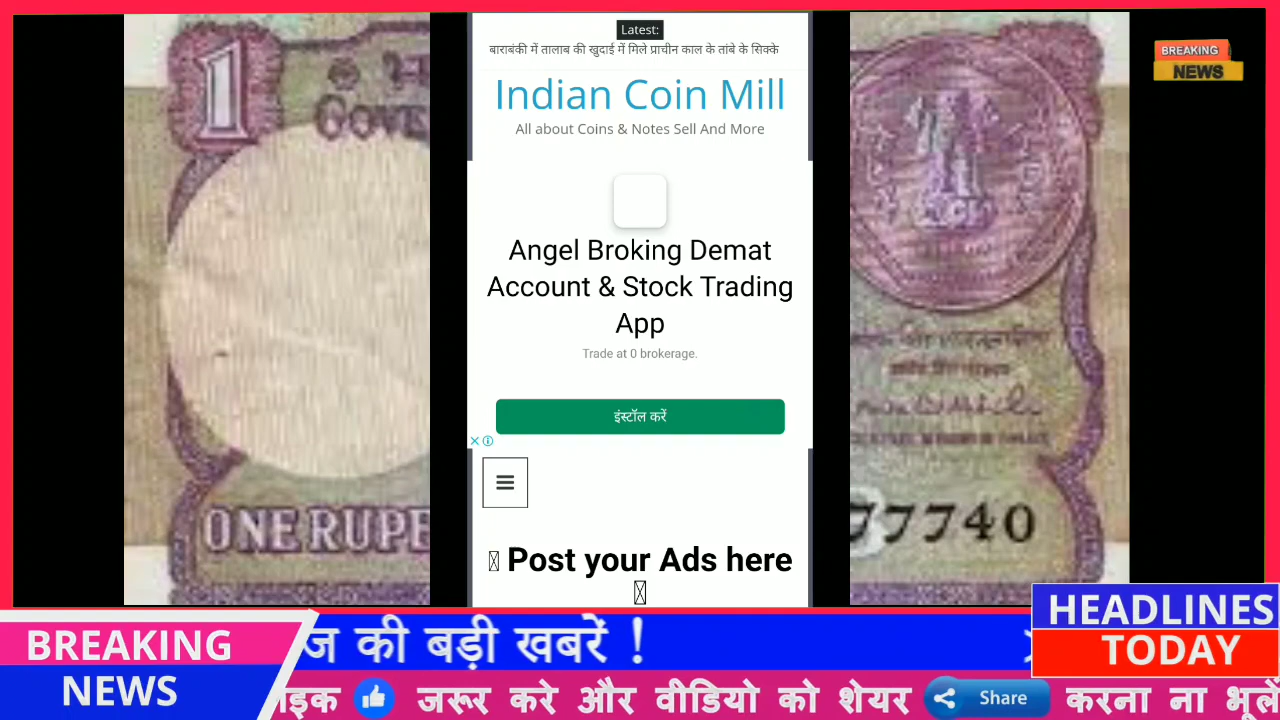 1
ONE RUPE
77740
Latest:
बाराबंकी में तालाब की खुदाई में मिले प्राचीन काल के तांबे के सिक्के
Indian Coin Mill
All about Coins & Notes Sell And More
Angel Broking Demat
Account & Stock Trading
App
Trade at 0 brokerage.
इंस्टॉल करें
Post your Ads here
BREAKING
NEWS
BREAKING
NEWS
ज की बड़ी खबरें !
HEADLINES
TODAY
इक जरूर करे और वीडियो को शेयर Share करना ना भूलें